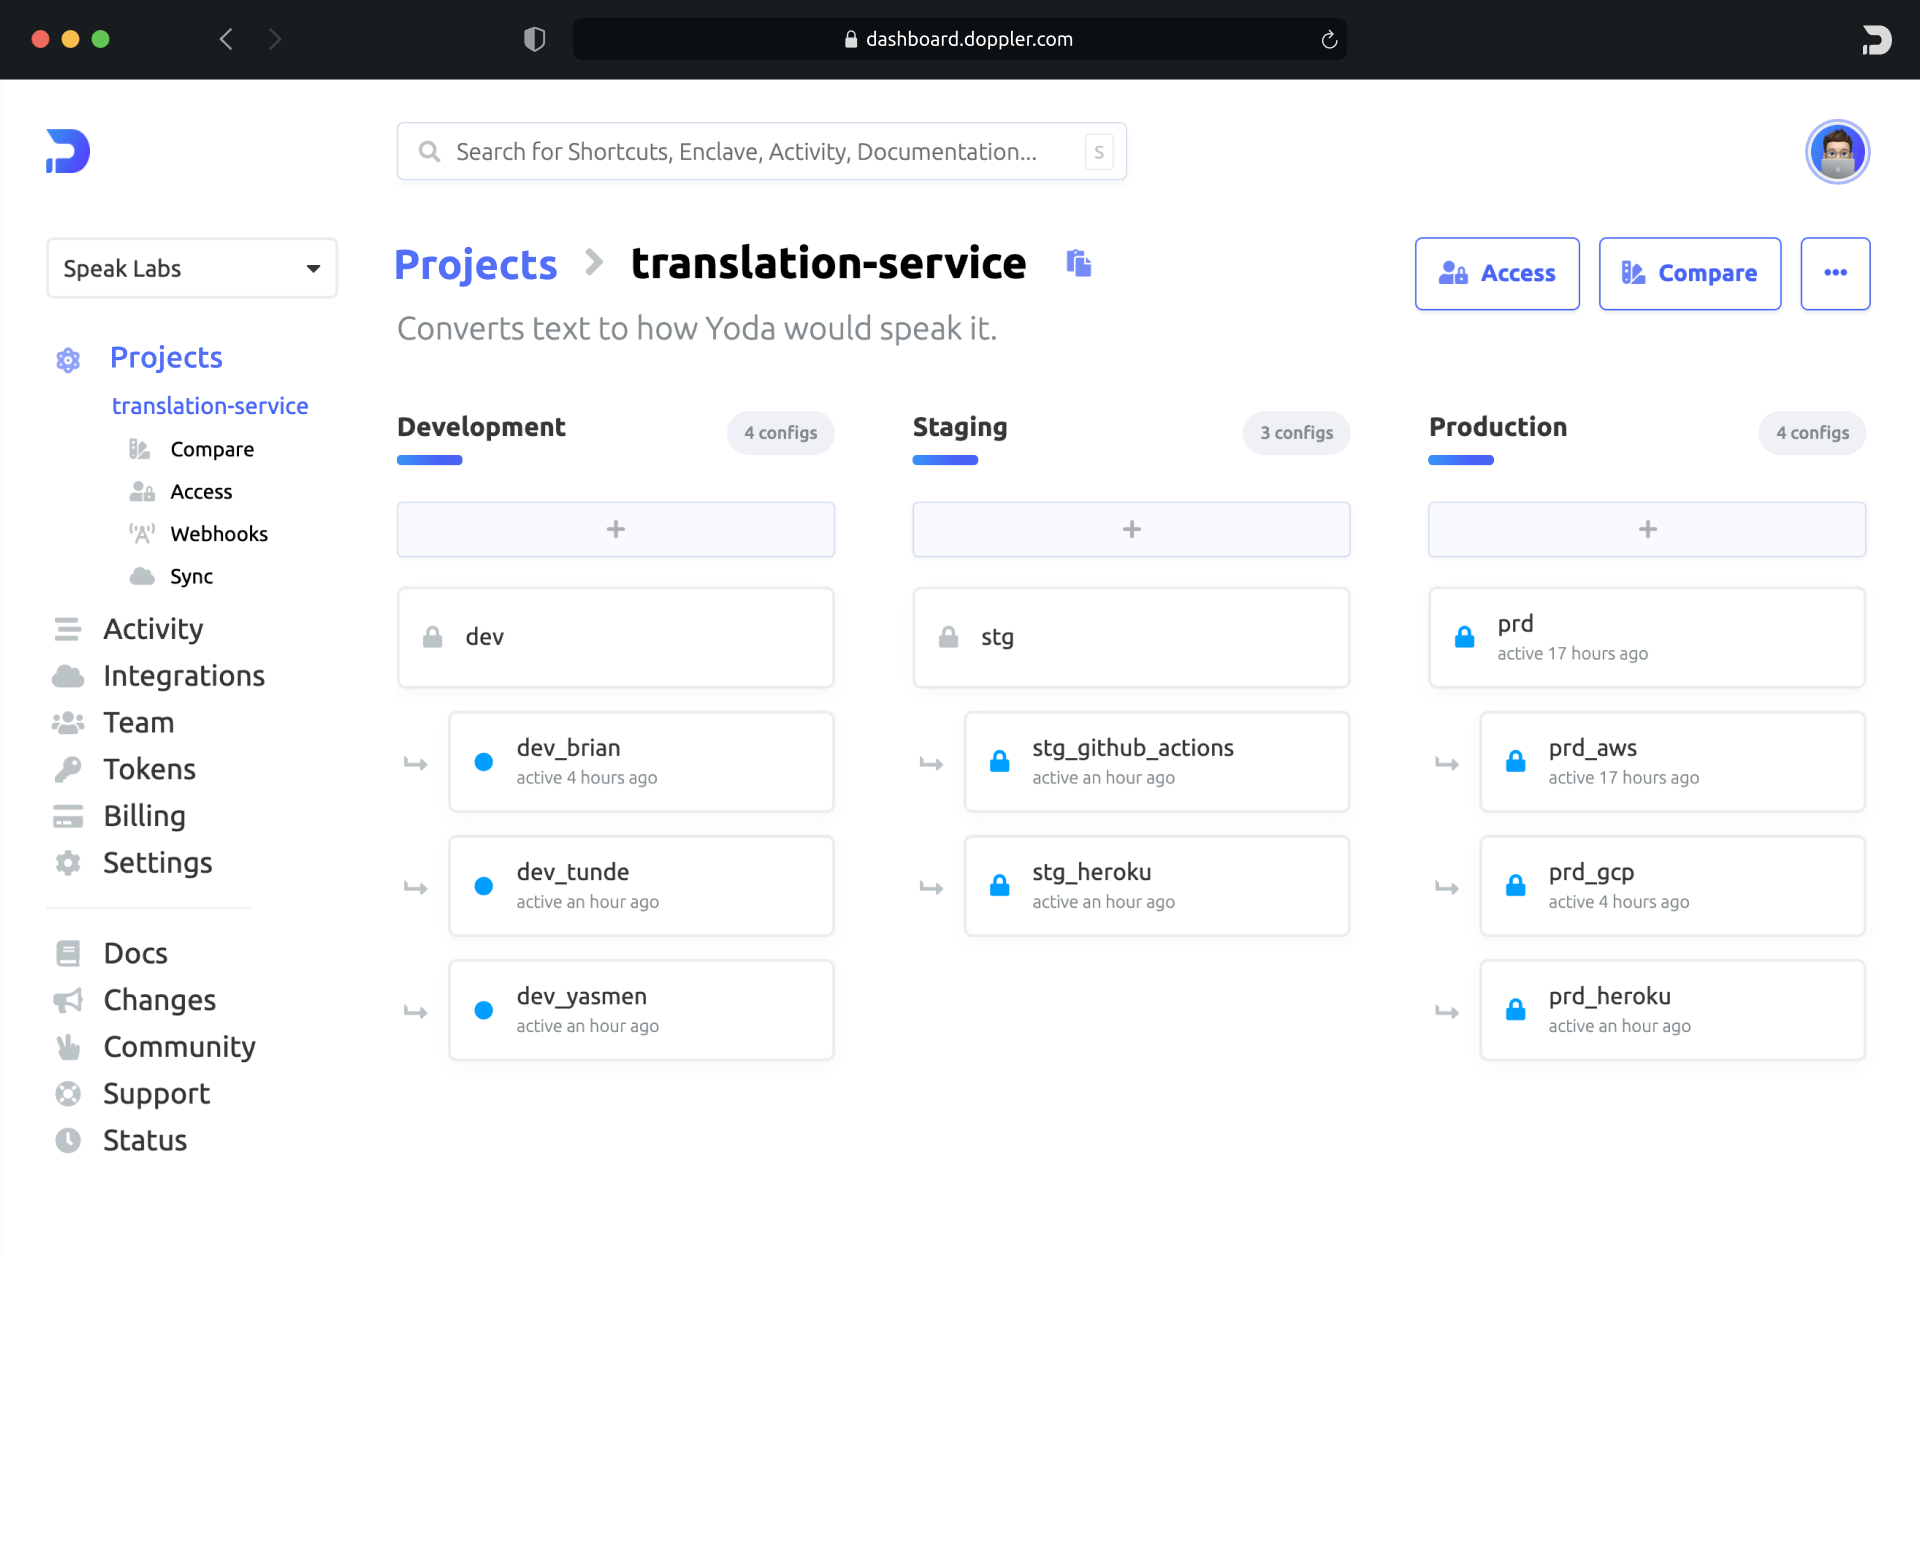 dashboard.doppler.com
Search for Shortcuts, Enclave, Activity, Documentation...
S
Speak Labs
Projects
translation-service
Compare
Access
Webhooks
Sync
Activity
Integrations
Team
Tokens
Billing
Settings
Docs
Changes
Community
Support
Status
Projects > translation-service
Converts text to how Yoda would speak it.
Access
Compare
Development
4 configs
+
dev
dev_brian
active 4 hours ago
dev_tunde
active an hour ago
dev_yasmen
active an hour ago
Staging
3 configs
+
stg
stg_github_actions
active an hour ago
stg_heroku
active an hour ago
Production
4 configs
+
prd
active 17 hours ago
prd_aws
active 17 hours ago
prd_gcp
active 4 hours ago
prd_heroku
active an hour ago